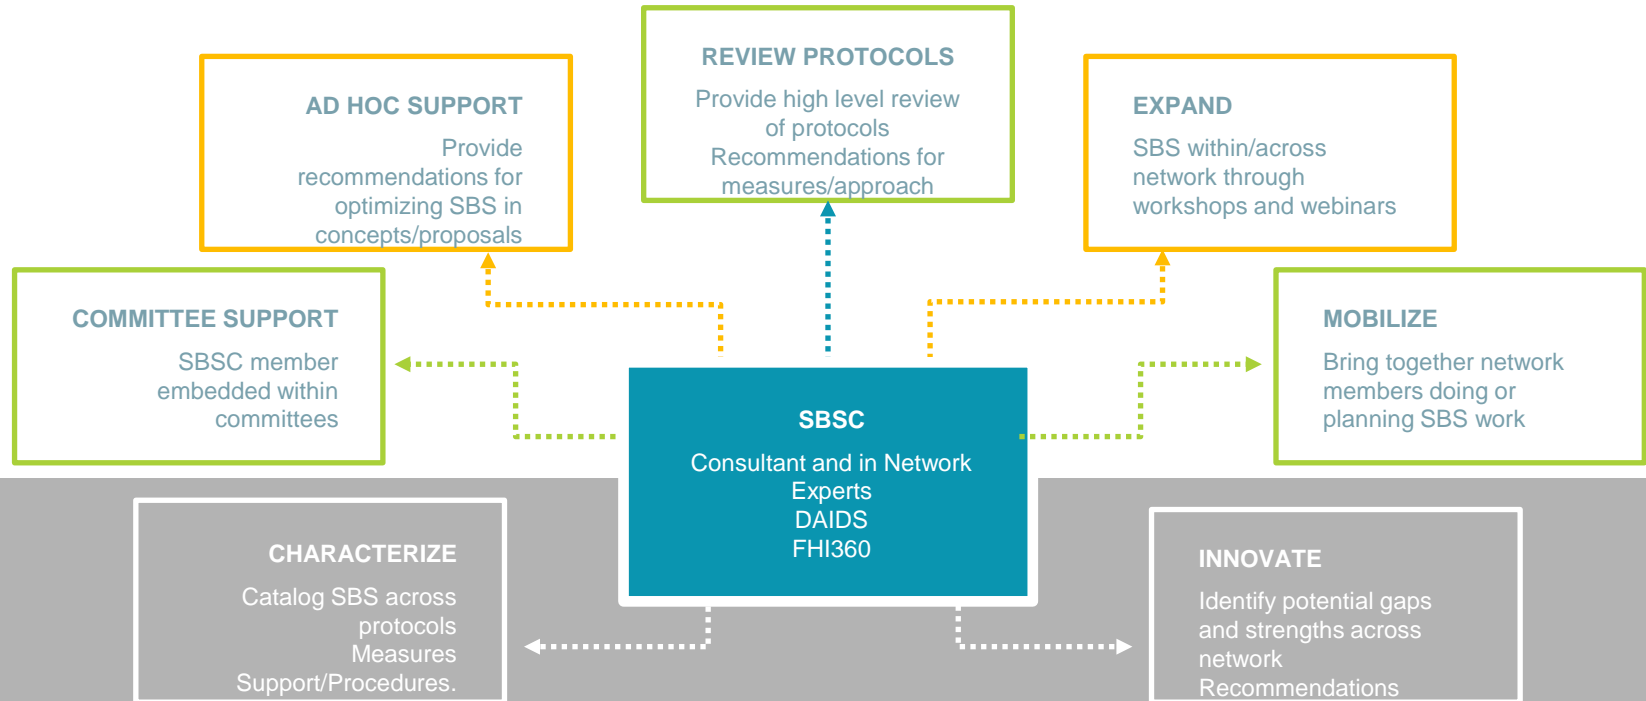 REVIEW PROTOCOLS
Provide high level review
of protocols
Recommendations for
measures/approach
AD HOC SUPPORT
Provide
recommendations for
optimizing SBS in
concepts/proposals
EXPAND
SBS within/across
network through
workshops and webinars
COMMITTEE SUPPORT
SBSC member
embedded within
committees
MOBILIZE
Bring together network
members doing or
planning SBS work
SBSC
Consultant and in Network
Experts
DAIDS
FHI360
CHARACTERIZE
Catalog SBS across
protocols
Measures
Support/Procedures.
INNOVATE
Identify potential gaps
and strengths across
network
Recommendations